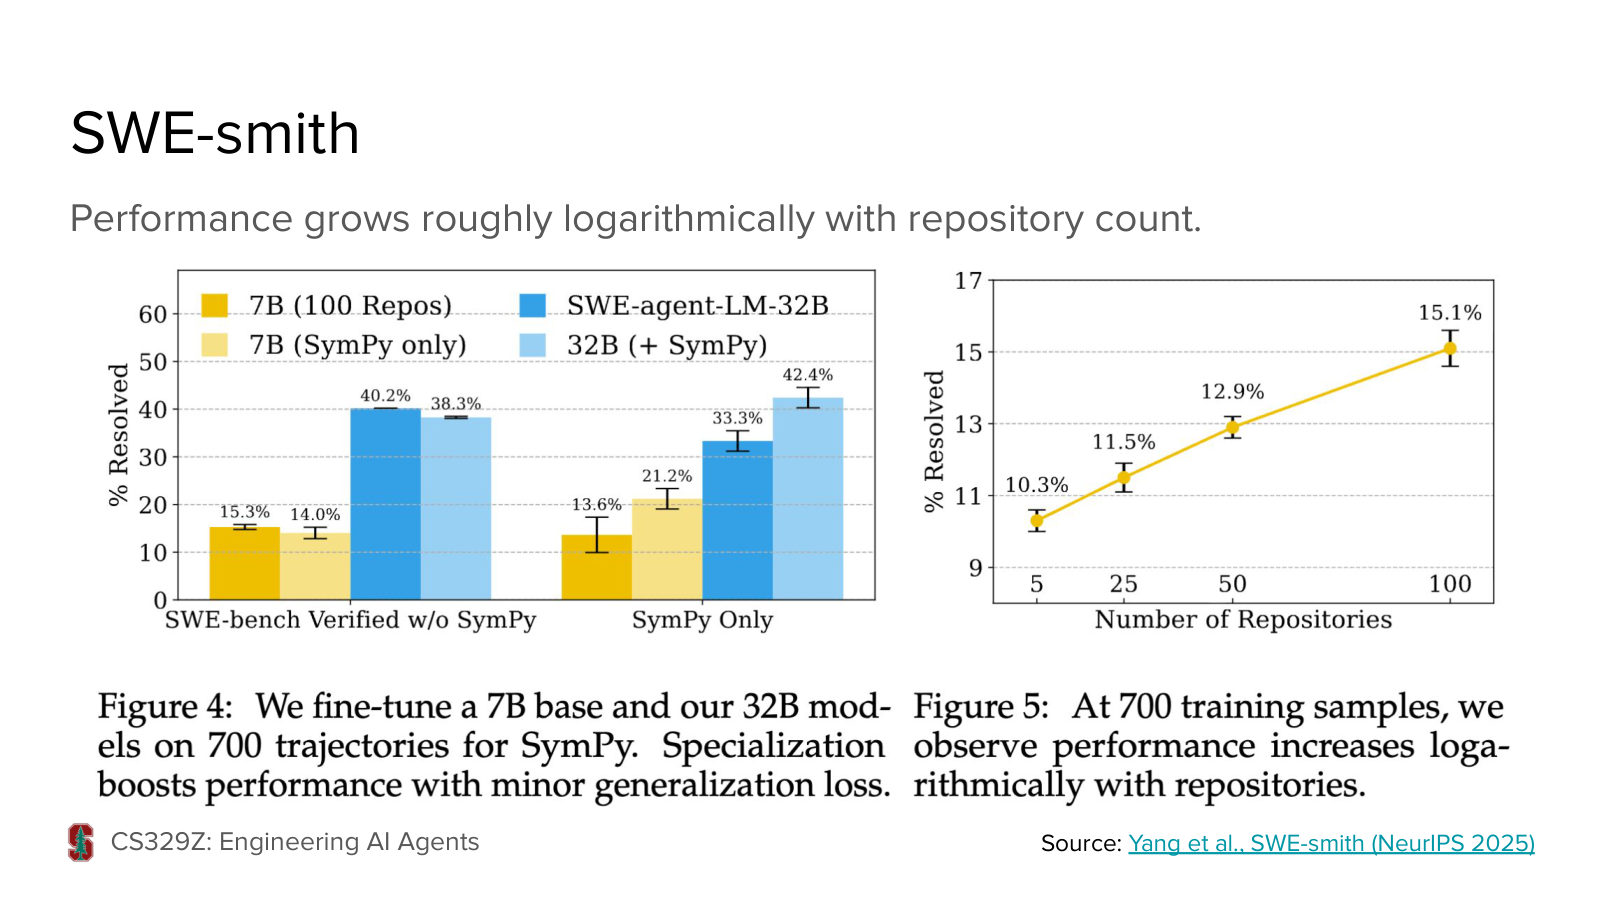 SWE-smith
Performance grows roughly logarithmically with repository count.
7B (100 Repos)
7B (SymPy only)
SWE-agent-LM-32B
32B (+ SymPy)
% Resolved
60
50
40
30
20
10
0
15.3%
14.0%
40.2%
38.3%
13.6%
21.2%
33.3%
42.4%
SWE-bench Verified w/o SymPy
SymPy Only
% Resolved
17
15
13
11
9
10.3%
11.5%
12.9%
15.1%
5
25
50
100
Number of Repositories
Figure 4: We fine-tune a 7B base and our 32B mod-
els on 700 trajectories for SymPy. Specialization
boosts performance with minor generalization loss.
Figure 5: At 700 training samples, we
observe performance increases loga-
rithmically with repositories.
CS329Z: Engineering AI Agents
Source: Yang et al., SWE-smith (NeurIPS 2025)